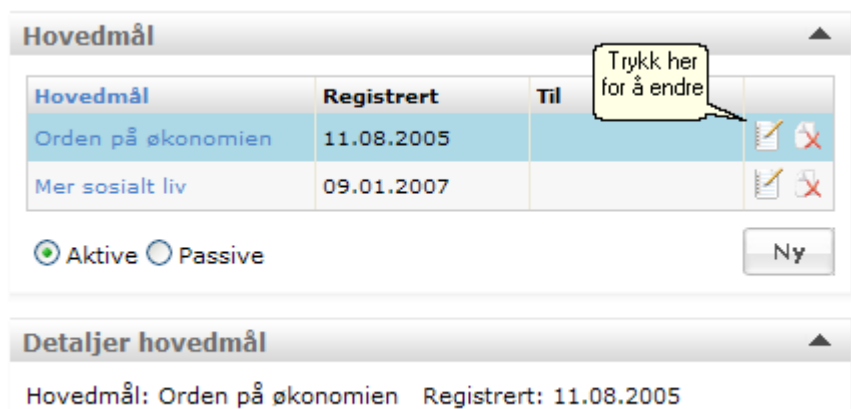 Hovedmål
Trykk her
for å endre
Hovedmål Registrert Til
Orden på økonomien 11.08.2005
Mer sosialt liv 09.01.2007
Aktive Passive Ny
Detaljer hovedmål
Hovedmål: Orden på økonomien Registrert: 11.08.2005